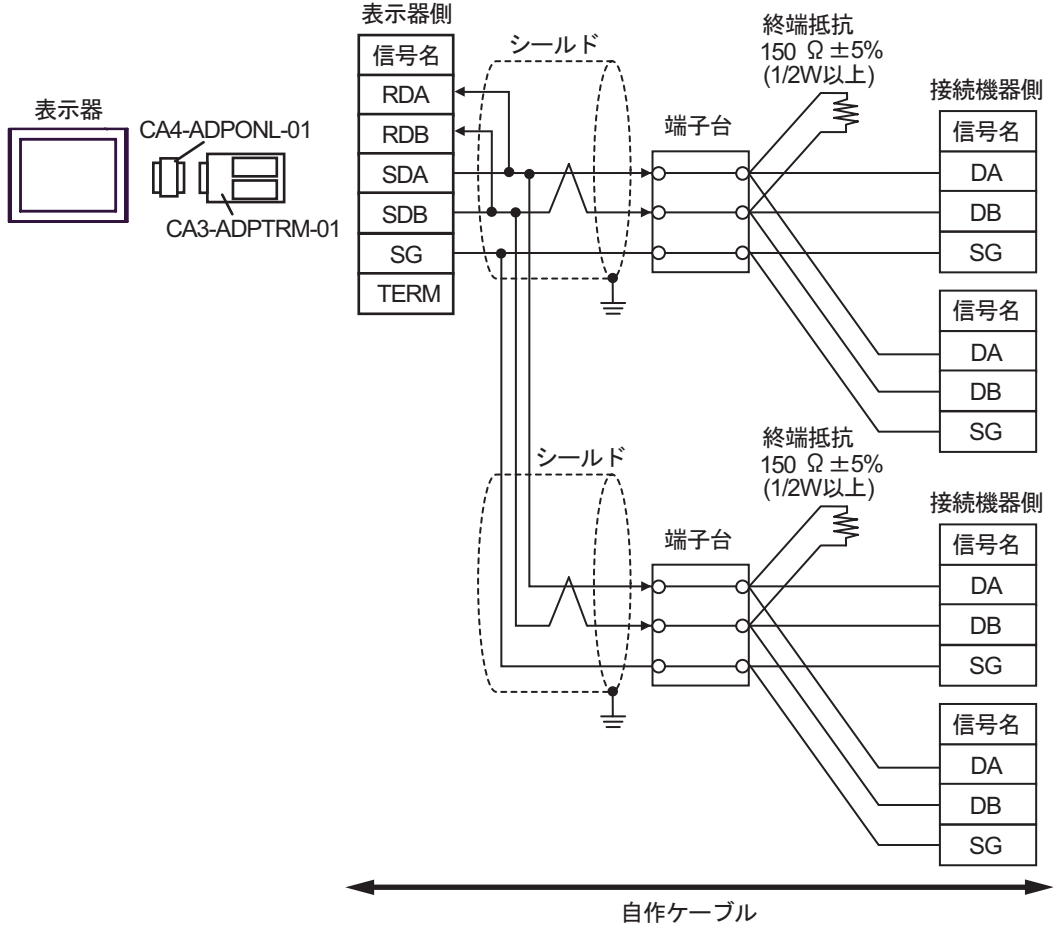 表示器
CA4-ADPONL-01
CA3-ADPTRM-01
表示器側
信号名
RDA
RDB
SDA
SDB
SG
TERM
シールド
端子台
終端抵抗
150 Ω ±5%
(1/2W以上)
接続機器側
信号名
DA
DB
SG
信号名
DA
DB
SG
シールド
端子台
終端抵抗
150 Ω ±5%
(1/2W以上)
接続機器側
信号名
DA
DB
SG
信号名
DA
DB
SG
自作ケーブル